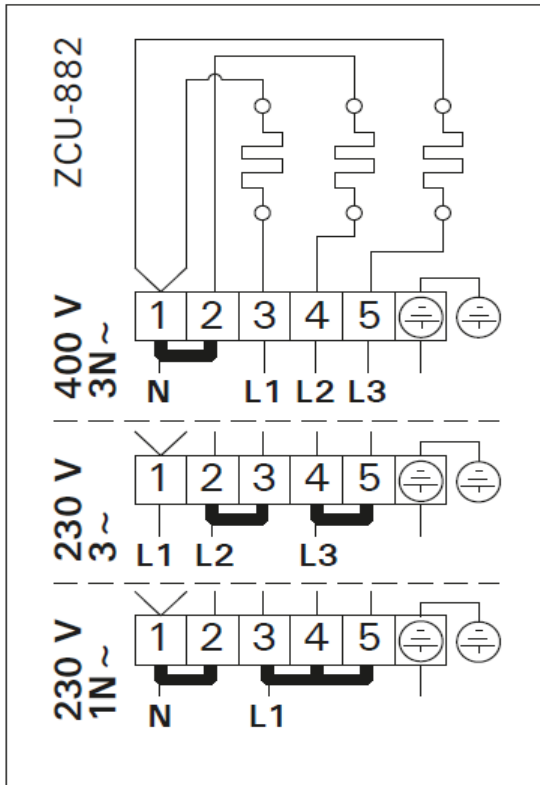 ZCU-882
400 V
3N ~
1 2 3 4 5
N L1 L2 L3
230 V
3 ~
1 2 3 4 5
L1 L2 L3
230 V
1N ~
1 2 3 4 5
N L1